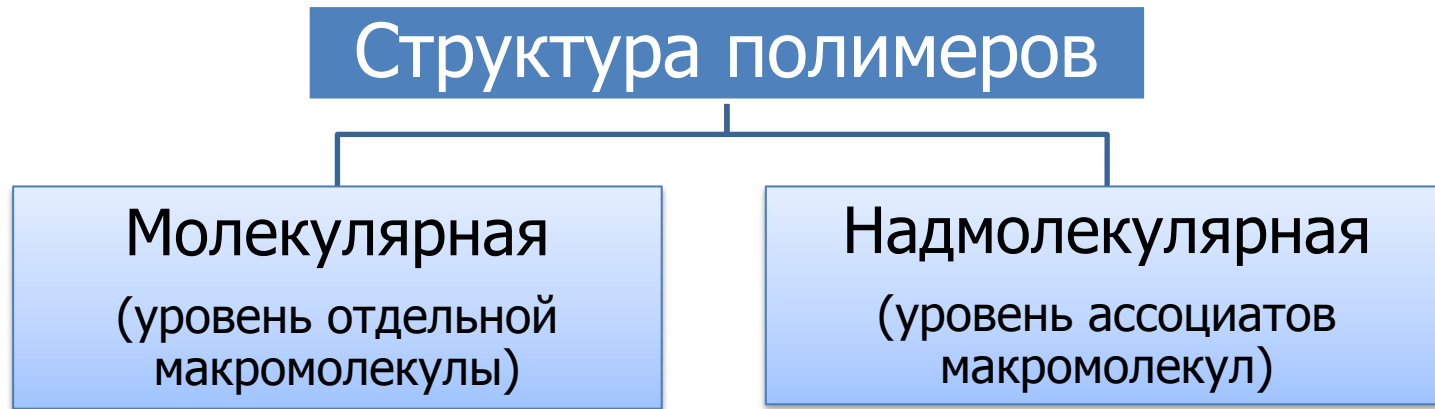 Структура полимеров
Молекулярная
(уровень отдельной
макромолекулы)
Надмолекулярная
(уровень ассоциатов
макромолекул)